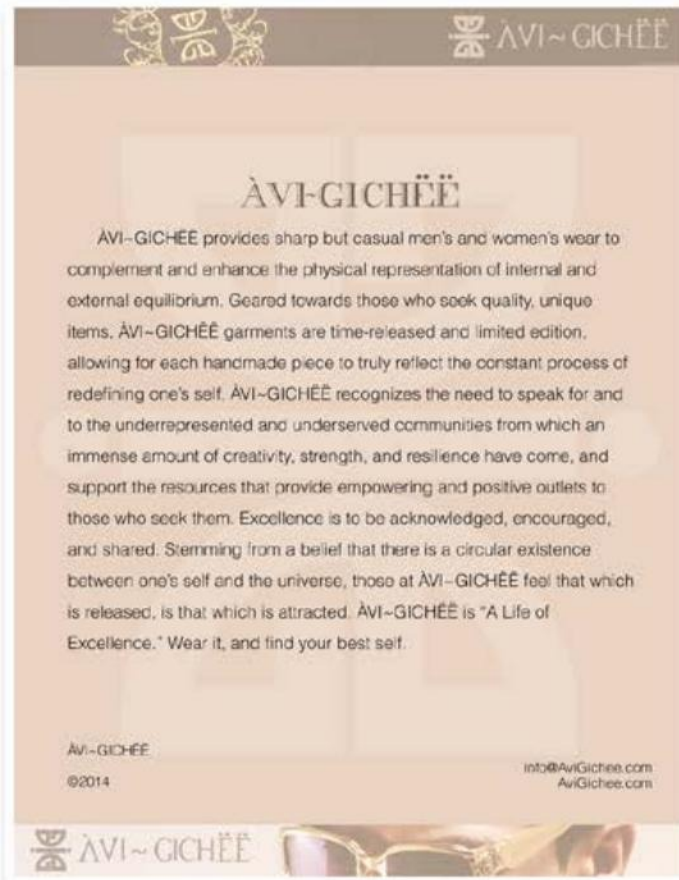 ÀVI~GICHËË
ÀVI-GICHËË
ÀVI~GICHËË provides sharp but casual men's and women's wear to
complement and enhance the physical representation of internal and
external equilibrium. Geared towards those who seek quality, unique
items, ÀVI~GICHËË garments are time-released and limited edition,
allowing for each handmade piece to truly reflect the constant process of
redefining one's self. ÀVI~GICHËË recognizes the need to speak for and
to the underrepresented and underserved communities from which an
immense amount of creativity, strength, and resilience have come, and
support the resources that provide empowering and positive outlets to
those who seek them. Excellence is to be acknowledged, encouraged,
and shared. Stemming from a belief that there is a circular existence
between one's self and the universe, those at ÀVI~GICHËË feel that which
is released, is that which is attracted. ÀVI~GICHËË is "A Life of
Excellence." Wear it, and find your best self.
ÀVI~GICHËË
©2014
info@AviGichee.com
AviGichee.com
ÀVI~GICHËË